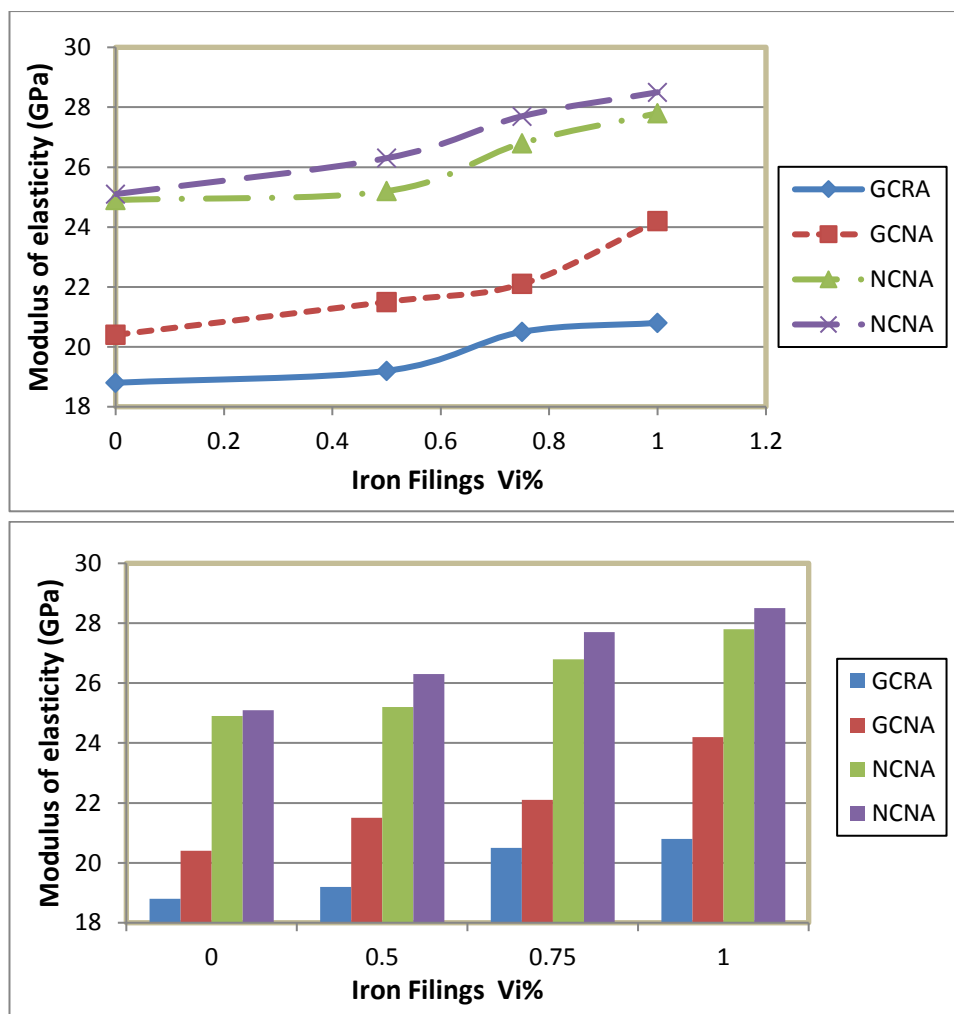 Modulus of elasticity (GPa)
30
28
26
24
22
20
18
0 0.2 0.4 0.6 0.8 1 1.2
Iron Filings Vi%
GCRA
GCNA
NCNA
NCNA
Modulus of elasticity (GPa)
30
28
26
24
22
20
18
0 0.5 0.75 1
Iron Filings Vi%
GCRA
GCNA
NCNA
NCNA